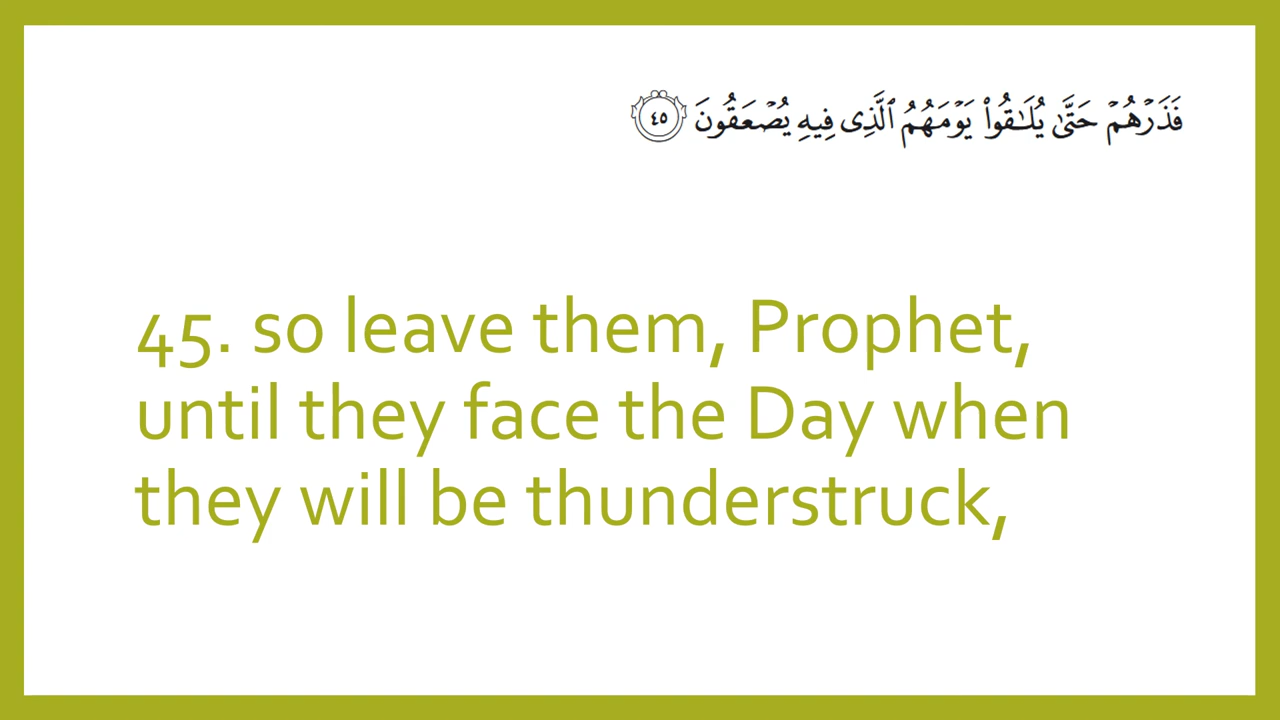 فَذَرۡهُمۡ حَتَّىٰ يُلَـٰقُوا۟ يَوۡمَهُمُ ٱلَّذِى فِيهِ يُصۡعَقُونَ ٤٥
45. so leave them, Prophet,
until they face the Day when
they will be thunderstruck,